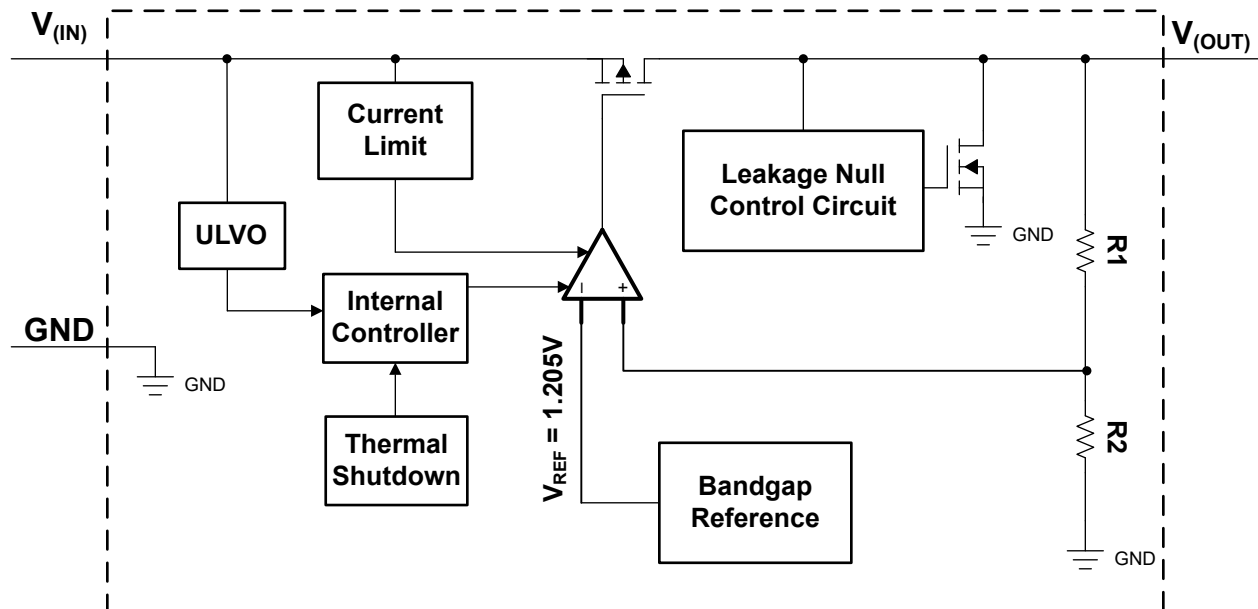 V(IN)
V(OUT)
Current
Limit
Leakage Null
Control Circuit
ULVO
GND
R1
Internal
Controller
− +
GND
GND
VREF = 1.205V
Thermal
Shutdown
R2
Bandgap
Reference
GND